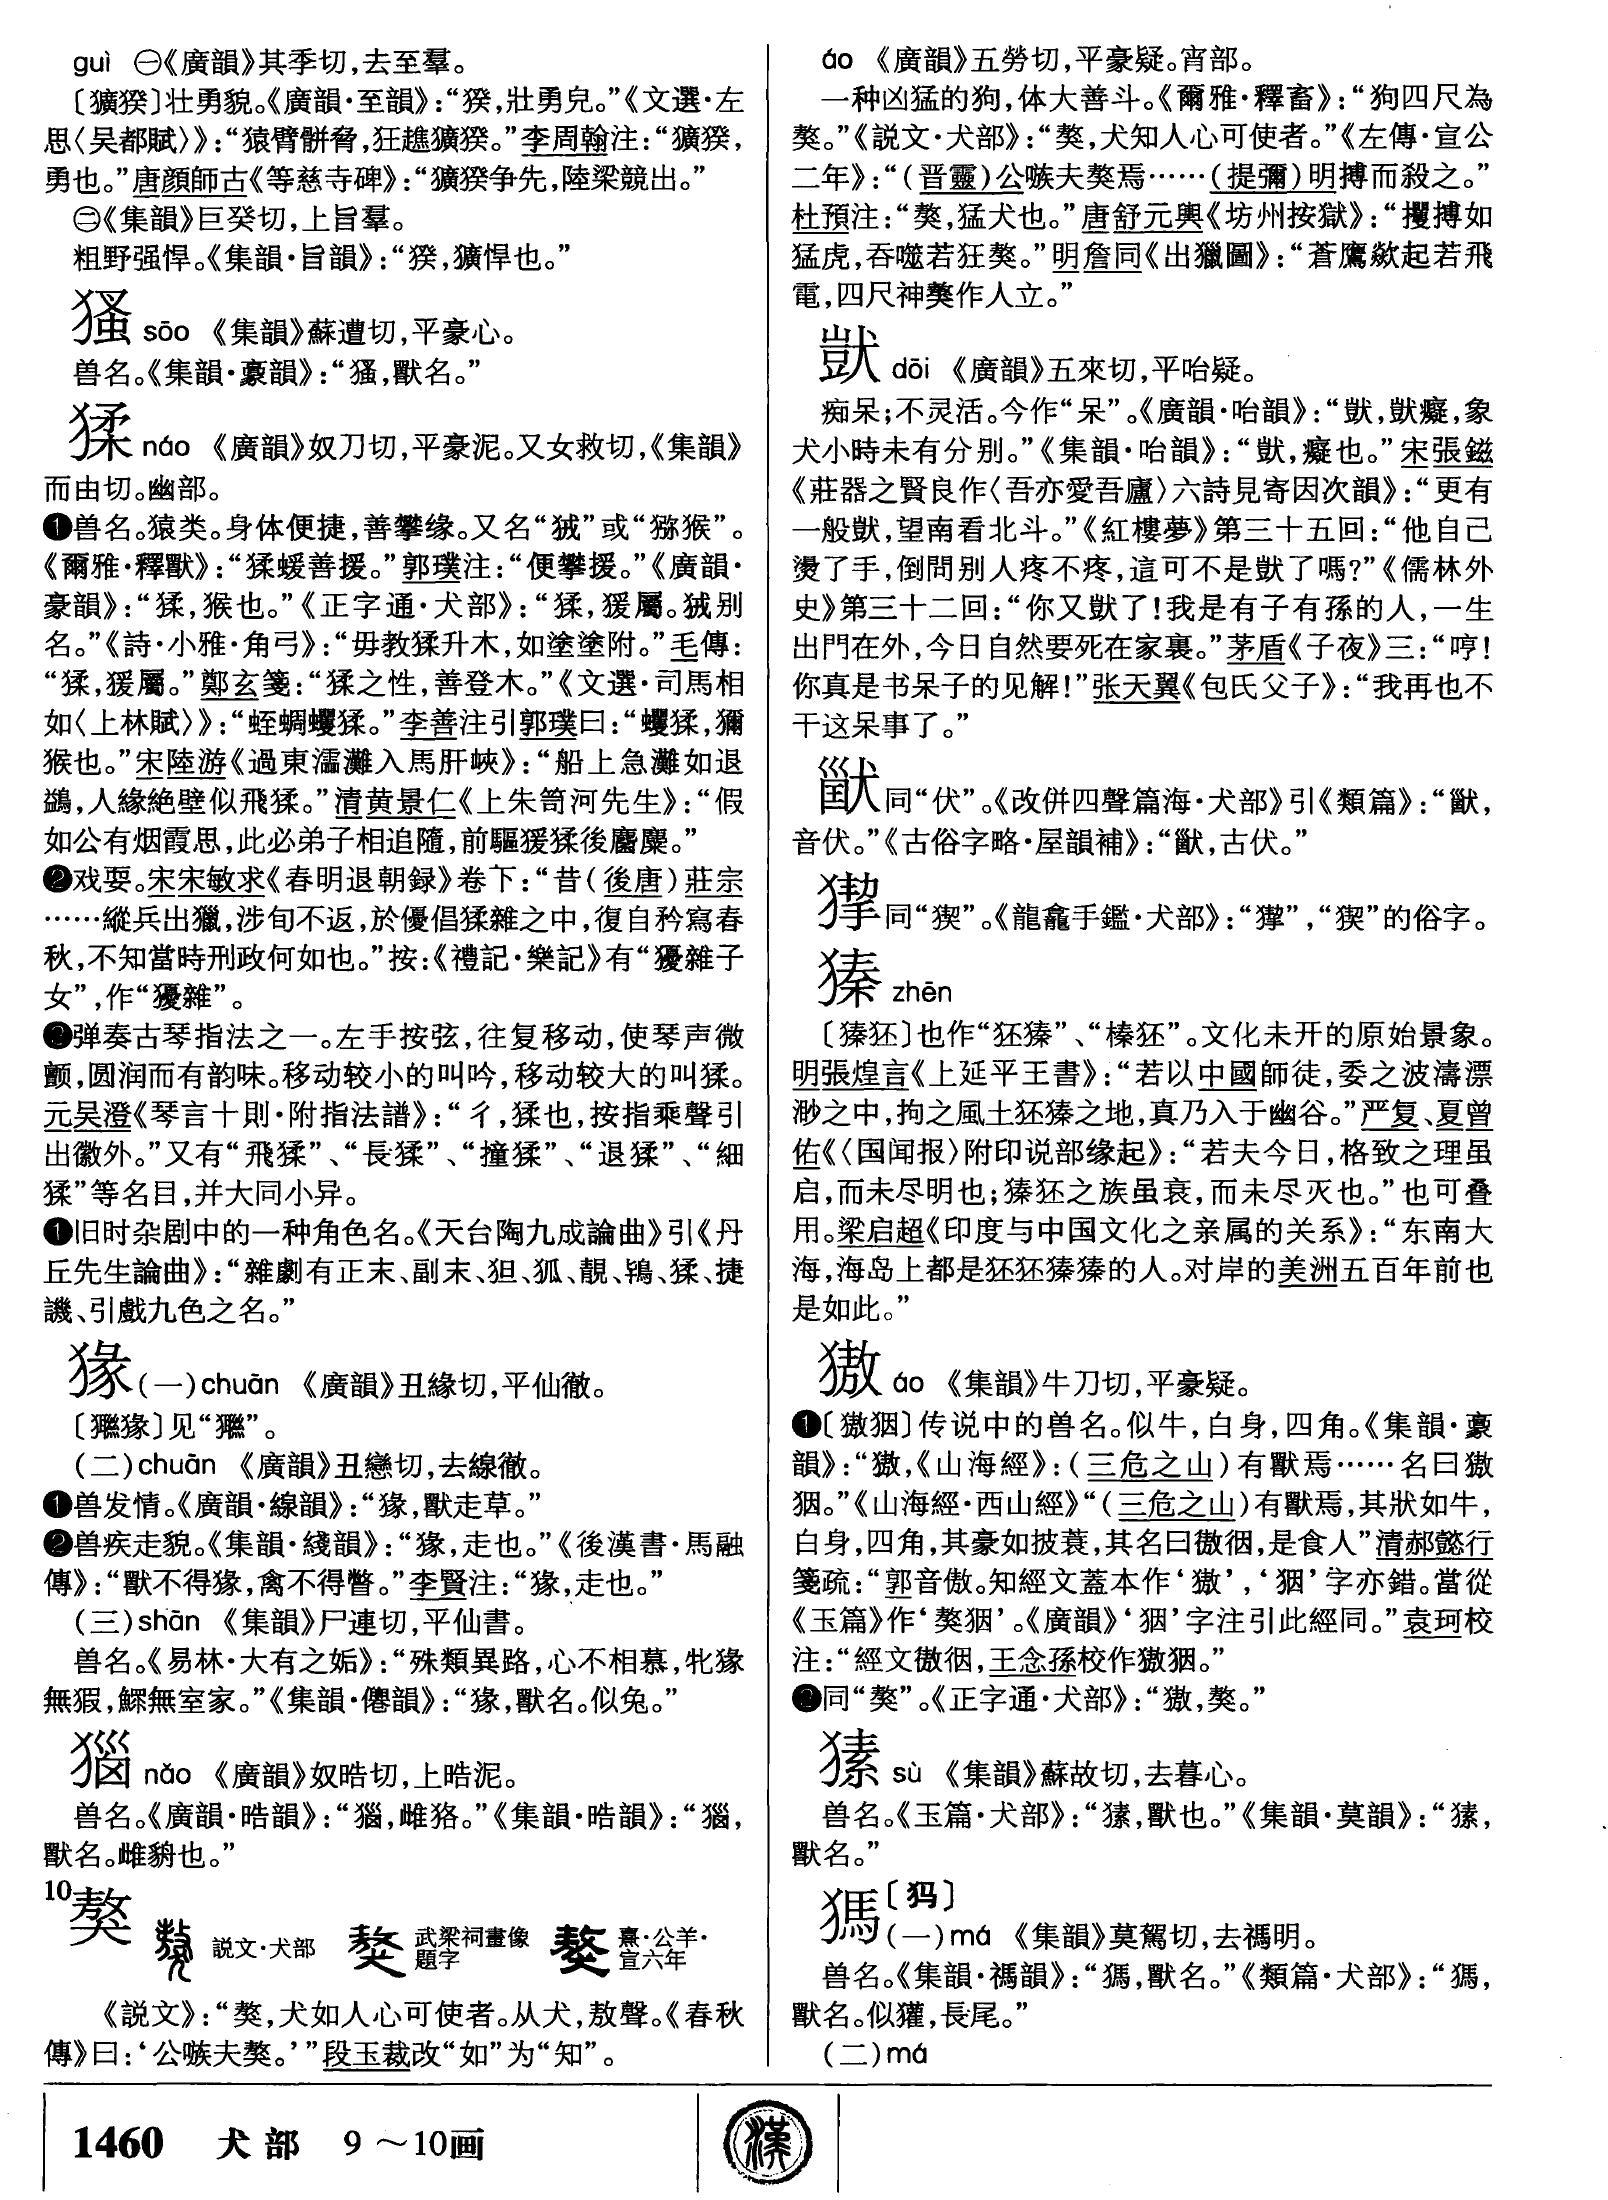 guì ㊀《廣韻》其季切,去至羣。
〔獷猤〕壮勇貌。《廣韻·至韻》:“猤,壯勇皃。”《文選·左
思〈吴都賦〉》:“猿臂骿脅,狂趭獷猤。”李周翰注:“獷猤,
勇也。”唐顔師古《等慈寺碑》:“獷猤争先,陸梁競出。”
㊁《集韻》巨癸切,上旨羣。
粗野强悍。《集韻·旨韻》:“猤,獷悍也。”
㺐 sāo 《集韻》蘇遭切,平豪心。
兽名。《集韻·豪韻》:“㺐,獸名。”
猱 náo 《廣韻》奴刀切,平豪泥。又女救切,《集韻》
而由切。幽部。
❶兽名。猿类。身体便捷,善攀缘。又名“狨”或“猕猴”。
《爾雅·釋獸》:“猱蝯善援。”郭璞注:“便攀援。”《廣韻·
豪韻》:“猱,猴也。”《正字通·犬部》:“猱,猨屬。狨别
名。”《詩·小雅·角弓》:“毋教猱升木,如塗塗附。”毛傳:
“猱,猨屬。”鄭玄箋:“猱之性,善登木。”《文選·司馬相
如〈上林賦〉》:“蛭蜩蠼猱。”李善注引郭璞曰:“蠼猱,獼
猴也。”宋陸游《過東濡灘入馬肝峽》:“船上急灘如退
鷁,人緣絶壁似飛猱。”清黄景仁《上朱笥河先生》:“假
如公有烟霞思,此必弟子相追隨,前驅猨猱後麏麋。”
❷戏耍。宋宋敏求《春明退朝録》卷下:“昔(後唐)莊宗
……縱兵出獵,涉旬不返,於優倡猱雜之中,復自矜寫春
秋,不知當時刑政何如也。”按:《禮記·樂記》有“獶雜子
女”,作“獶雜”。
❸弹奏古琴指法之一。左手按弦,往复移动,使琴声微
颤,圆润而有韵味。移动较小的叫吟,移动较大的叫猱。
元吴澄《琴言十則·附指法譜》:“犭,猱也,按指乘聲引
出徽外。”又有“飛猱”、“長猱”、“撞猱”、“退猱”、“細
猱”等名目,并大同小异。
❹旧时杂剧中的一种角色名。《天台陶九成論曲》引《丹
丘先生論曲》:“雜劇有正末、副末、狚、狐、靚、鴇、猱、捷
譏、引戲九色之名。”
猭 (一)chuān 《廣韻》丑緣切,平仙徹。
〔獵猭〕见“獵”。
(二)chuàn 《廣韻》丑戀切,去線徹。
❶兽发情。《廣韻·線韻》:“猭,獸走草。”
❷兽疾走貌。《集韻·綫韻》:“猭,走也。”《後漢書·馬融
傳》:“獸不得猭,禽不得瞥。”李賢注:“猭,走也。”
(三)shān 《集韻》尸連切,平仙書。
兽名。《易林·大有之姤》:“殊類異路,心不相慕,牝猭
無猳,鰥無室家。”《集韻·僊韻》:“猭,獸名。似兔。”
㺁 nǎo 《廣韻》奴晧切,上晧泥。
兽名。《廣韻·晧韻》:“㺁,雌狢。”《集韻·晧韻》:“㺁,
獸名。雌貈也。”
10
獒 説文·犬部 武梁祠畫像題字 熹·公羊·宣六年
《説文》:“獒,犬如人心可使者。从犬,敖聲。《春秋
傳》曰:‘公嗾夫獒。’”段玉裁改“如”为“知”。
áo 《廣韻》五勞切,平豪疑。宵部。
一种凶猛的狗,体大善斗。《爾雅·釋畜》:“狗四尺為
獒。”《説文·犬部》:“獒,犬知人心可使者。”《左傳·宣公
二年》:“(晋靈)公嗾夫獒焉……(提彌)明搏而殺之。”
杜預注:“獒,猛犬也。”唐舒元輿《坊州按獄》:“攫搏如
猛虎,吞噬若狂獒。”明詹同《出獵圖》:“蒼鷹欻起若飛
電,四尺神獒作人立。”
獃 dāi 《廣韻》五來切,平咍疑。
痴呆;不灵活。今作“呆”。《廣韻·咍韻》:“獃,獃癡,象
犬小時未有分别。”《集韻·咍韻》:“獃,癡也。”宋張鎡
《莊器之賢良作〈吾亦愛吾廬〉六詩見寄因次韻》:“更有
一般獃,望南看北斗。”《紅樓夢》第三十五回:“他自己
燙了手,倒問别人疼不疼,這可不是獃了嗎?”《儒林外
史》第三十二回:“你又獃了!我是有子有孫的人,一生
出門在外,今日自然要死在家裏。”茅盾《子夜》三:“哼!
你真是书呆子的见解!”张天翼《包氏父子》:“我再也不
干这呆事了。”
同“伏”。《改併四聲篇海·犬部》引《類篇》:“
音伏。”《古俗字略·屋韻補》:“古伏。”
同“猰”。《龍龕手鑑·犬部》:“”,“猰”的俗字。
獉 zhēn
〔獉狉〕也作“狉獉”、“榛狉”。文化未开的原始景象。
明張煌言《上延平王書》:“若以中國師徒,委之波濤漂
渺之中,拘之風土狉獉之地,真乃入于幽谷。”严复、夏曾
佑《〈国闻报〉附印说部缘起》:“若夫今日,格致之理虽
启,而未尽明也;獉狉之族虽衰,而未尽灭也。”也可叠
用。梁启超《印度与中国文化之亲属的关系》:“东南大
海,海岛上都是狉狉獉獉的人。对岸的美洲五百年前也
是如此。”
獓 áo 《集韻》牛刀切,平豪疑。
❶〔獓𤝱〕传说中的兽名。似牛,白身,四角。《集韻·豪
韻》:“獓,《山海經》:(三危之山)有獸焉……名曰獓
𤝱。”《山海經·西山經》“(三危之山)有獸焉,其狀如牛,
白身,四角,其豪如披蓑,其名曰傲彻,是食人”清郝懿行
箋疏:“郭音傲。知經文蓋本作‘獓’,‘𤝱’字亦錯。當從
《玉篇》作‘獒𤝱’。《廣韻》‘𤝱’字注引此經同。”袁珂校
注:“經文傲，王念孫校作獓𤝱。”
❷同“獒”。《正字通·犬部》:“獓,獒。”
㺎 sù 《集韻》蘇故切,去暮心。
兽名。《玉篇·犬部》:“㺎,獸也。”《集韻·莫韻》:“㺎,
獸名。”
獁〔犸〕
(一)mà 《集韻》莫駕切,去禡明。
兽名。《集韻·禡韻》:“獁,獸名。”《類篇·犬部》:“獁,
獸名。似獾,長尾。”
(二)mǎ
1460 犬部 9～10画
漢